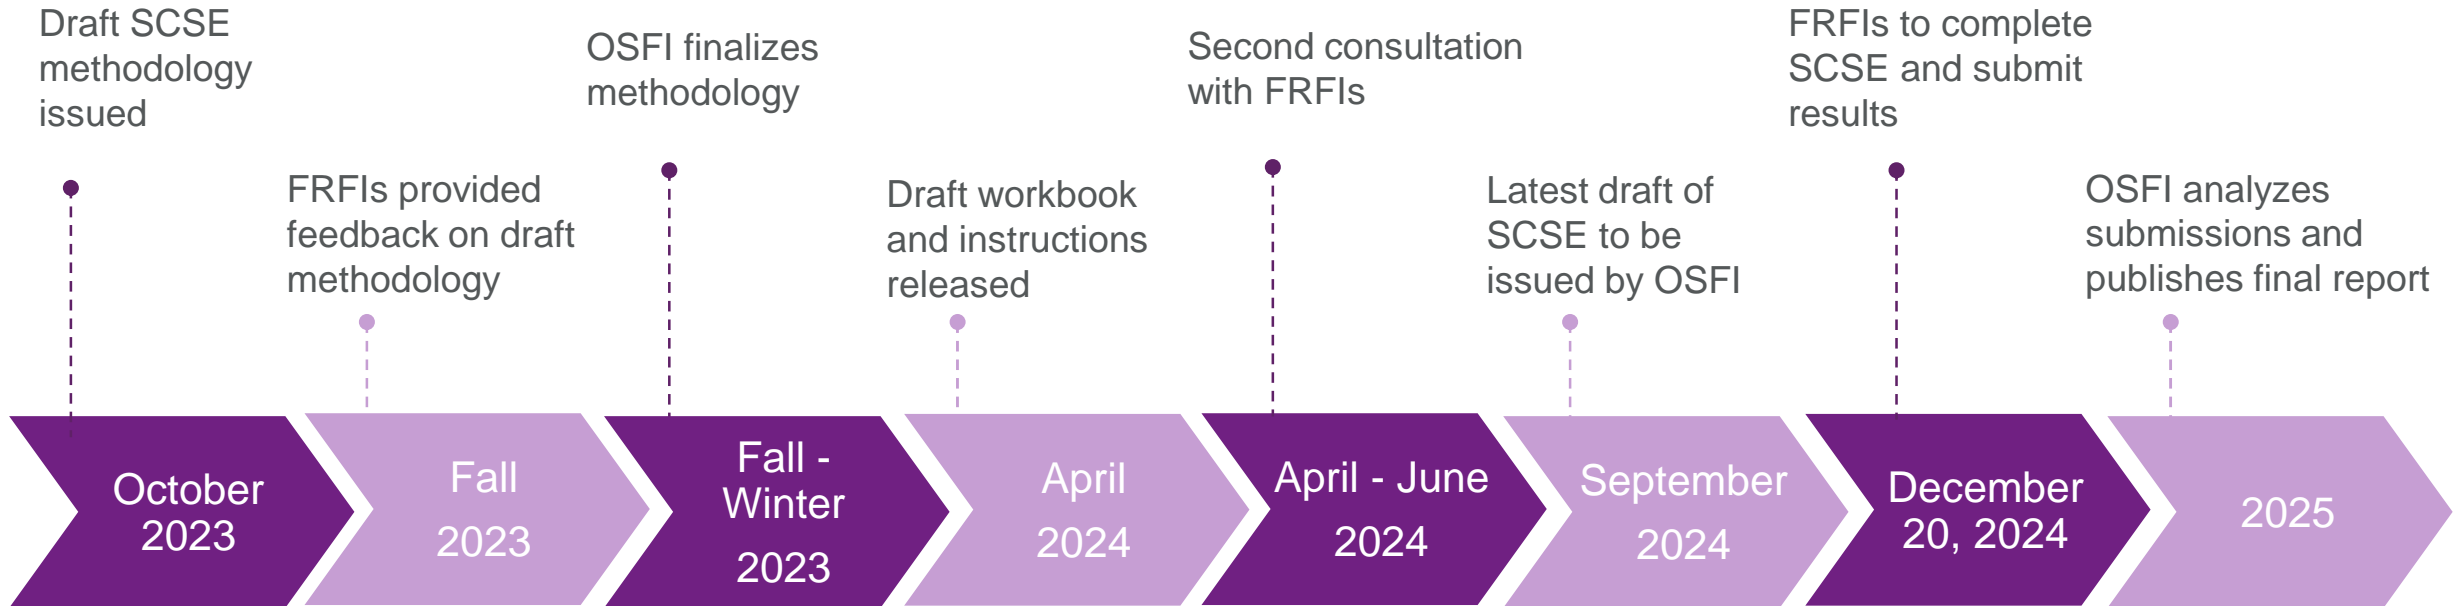 Draft SCSE
methodology
issued
FRFIs provided
feedback on draft
methodology
OSFI finalizes
methodology
Draft workbook
and instructions
released
Second consultation
with FRFIs
Latest draft of
SCSE to be
issued by OSFI
FRFIs to complete
SCSE and submit
results
OSFI analyzes
submissions and
publishes final report
October
2023
Fall
2023
Fall -
Winter
2023
April
2024
April - June
2024
September
2024
December
20, 2024
2025